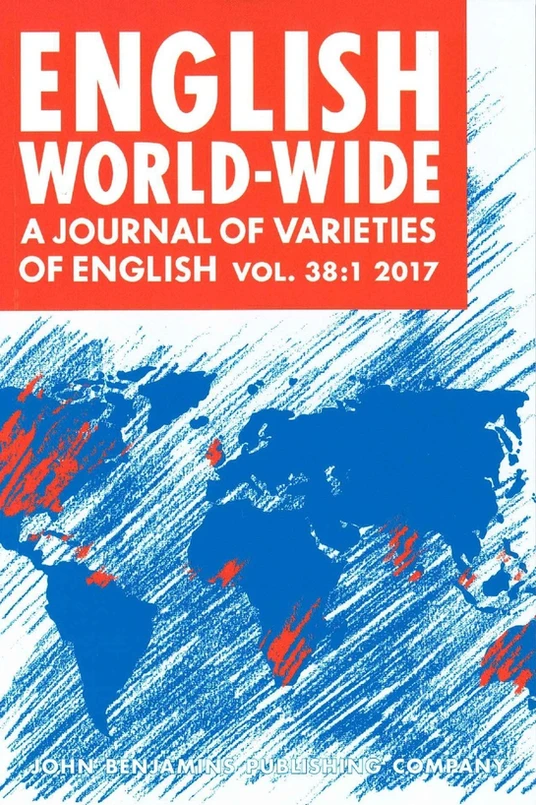 ENGLISH
WORLD-WIDE
A JOURNAL OF VARIETIES
OF ENGLISH VOL. 38:1 2017
JOHN BENJAMINS PUBLISHING COMPANY